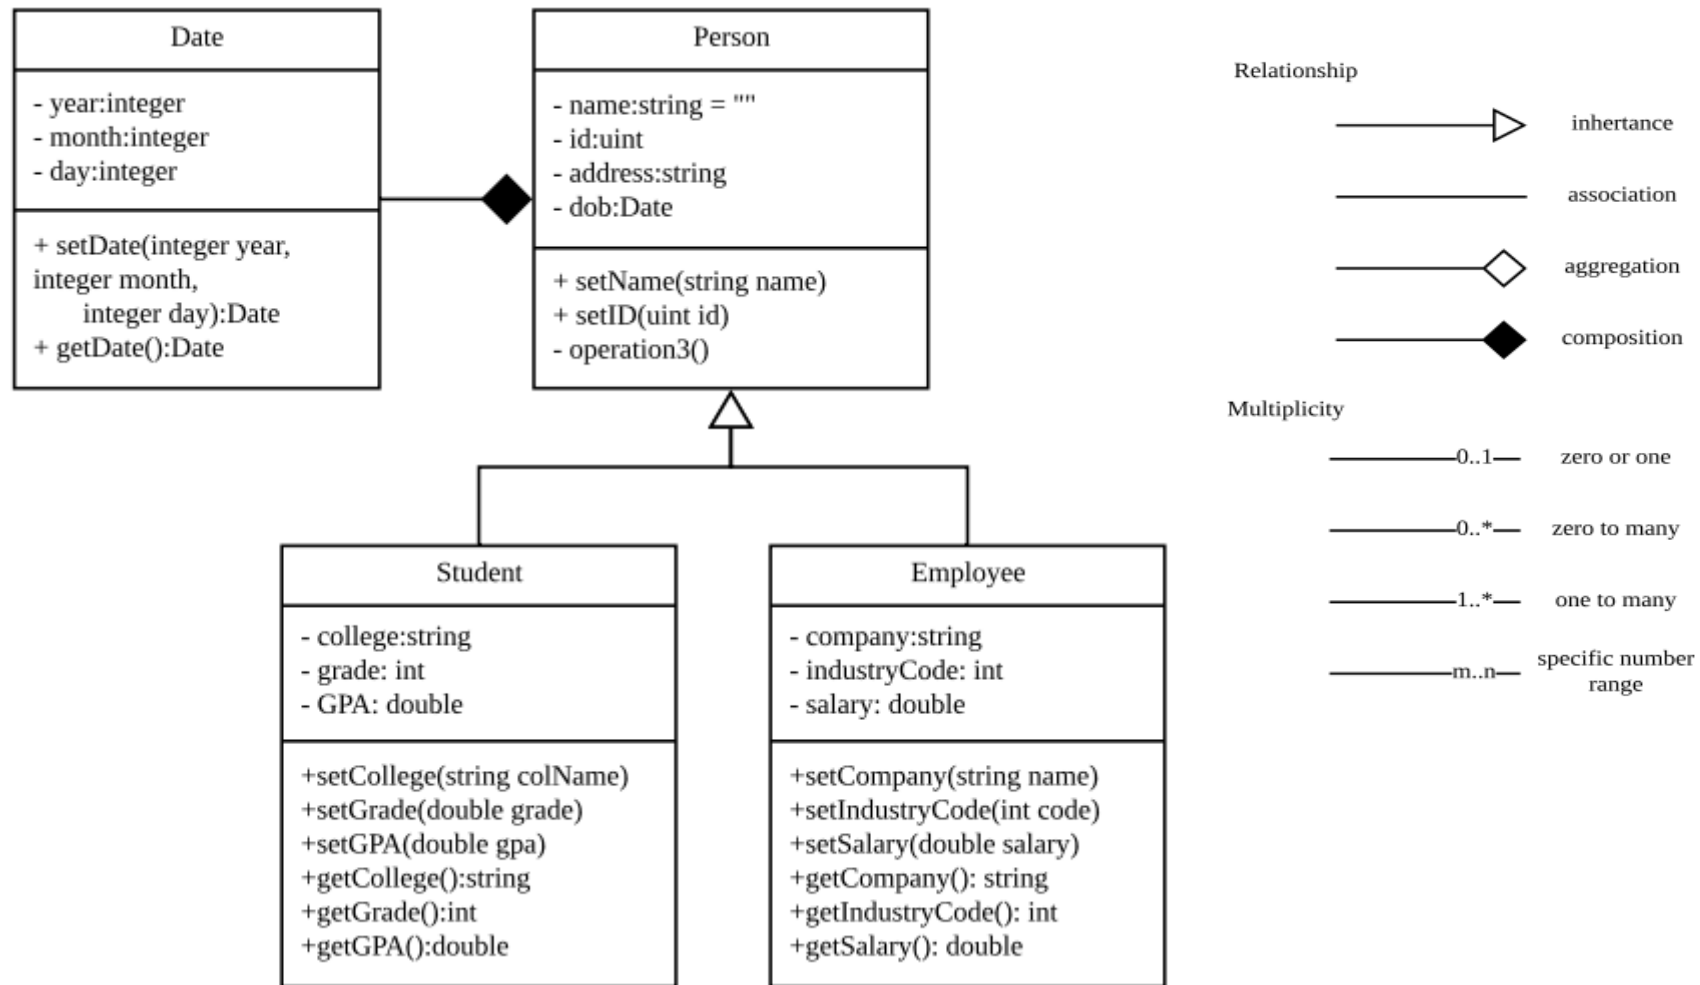 Date
- year:integer
- month:integer
- day:integer
+ setDate(integer year,
integer month,
integer day):Date
+ getDate():Date
Person
- name:string = ""
- id:uint
- address:string
- dob:Date
+ setName(string name)
+ setID(uint id)
- operation3()
Student
- college:string
- grade: int
- GPA: double
+setCollege(string colName)
+setGrade(double grade)
+setGPA(double gpa)
+getCollege():string
+getGrade():int
+getGPA():double
Employee
- company:string
- industryCode: int
- salary: double
+setCompany(string name)
+setIndustryCode(int code)
+setSalary(double salary)
+getCompany(): string
+getIndustryCode(): int
+getSalary(): double
Relationship
inhertance
association
aggregation
composition
Multiplicity
0..1 zero or one
0..* zero to many
1..* one to many
m..n specific number
range